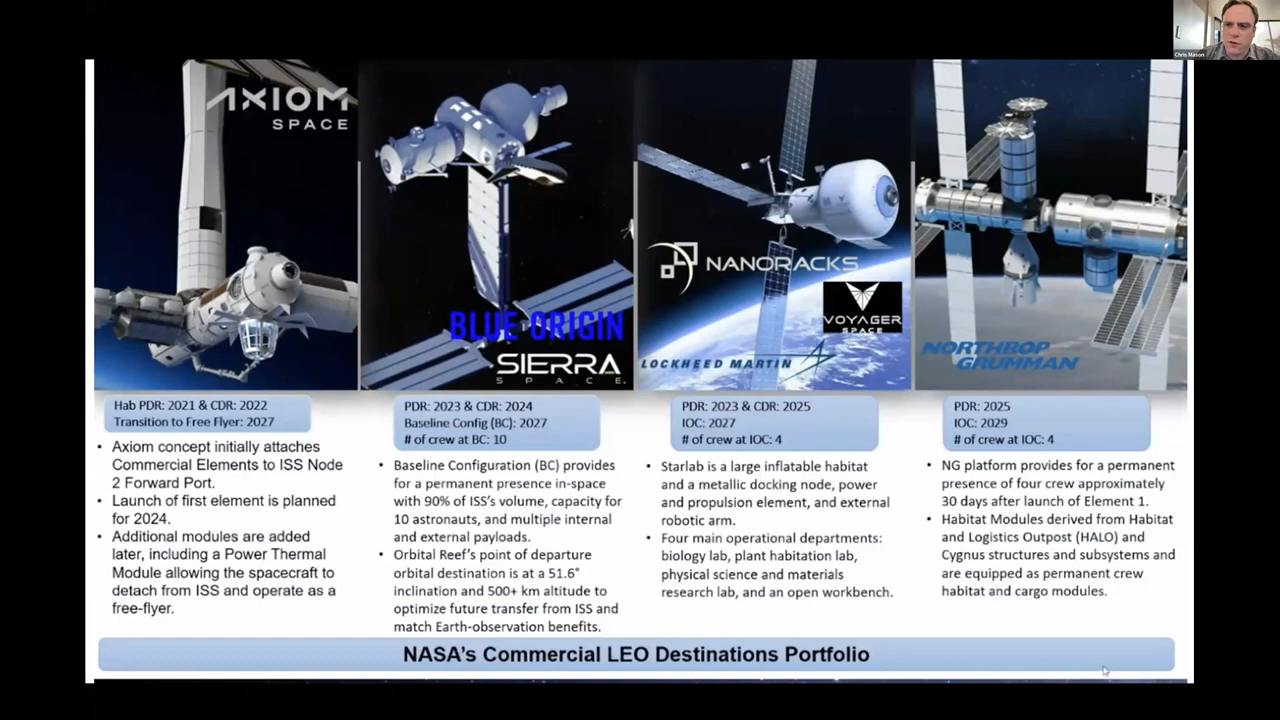 Chris Mason
AXIOM
SPACE
BLUE ORIGIN
SIERRA
SPACE
NANORACKS
VOYAGER
SPACE
LOCKHEED MARTIN
NORTHROP
GRUMMAN
Hab PDR: 2021 & CDR: 2022
Transition to Free Flyer: 2027
• Axiom concept initially attaches
Commercial Elements to ISS Node
2 Forward Port.
• Launch of first element is planned
for 2024.
• Additional modules are added
later, including a Power Thermal
Module allowing the spacecraft to
detach from ISS and operate as a
free-flyer.
PDR: 2023 & CDR: 2024
Baseline Config (BC): 2027
# of crew at BC: 10
• Baseline Configuration (BC) provides
for a permanent presence in-space
with 90% of ISS's volume, capacity for
10 astronauts, and multiple internal
and external payloads.
• Orbital Reef's point of departure
orbital destination is at a 51.6°
inclination and 500+ km altitude to
optimize future transfer from ISS and
match Earth-observation benefits.
PDR: 2023 & CDR: 2025
IOC: 2027
# of crew at IOC: 4
• Starlab is a large inflatable habitat
and a metallic docking node, power
and propulsion element, and external
robotic arm.
• Four main operational departments:
biology lab, plant habitation lab,
physical science and materials
research lab, and an open workbench.
PDR: 2025
IOC: 2029
# of crew at IOC: 4
• NG platform provides for a permanent
presence of four crew approximately
30 days after launch of Element 1.
• Habitat Modules derived from Habitat
and Logistics Outpost (HALO) and
Cygnus structures and subsystems and
are equipped as permanent crew
habitat and cargo modules.
NASA's Commercial LEO Destinations Portfolio